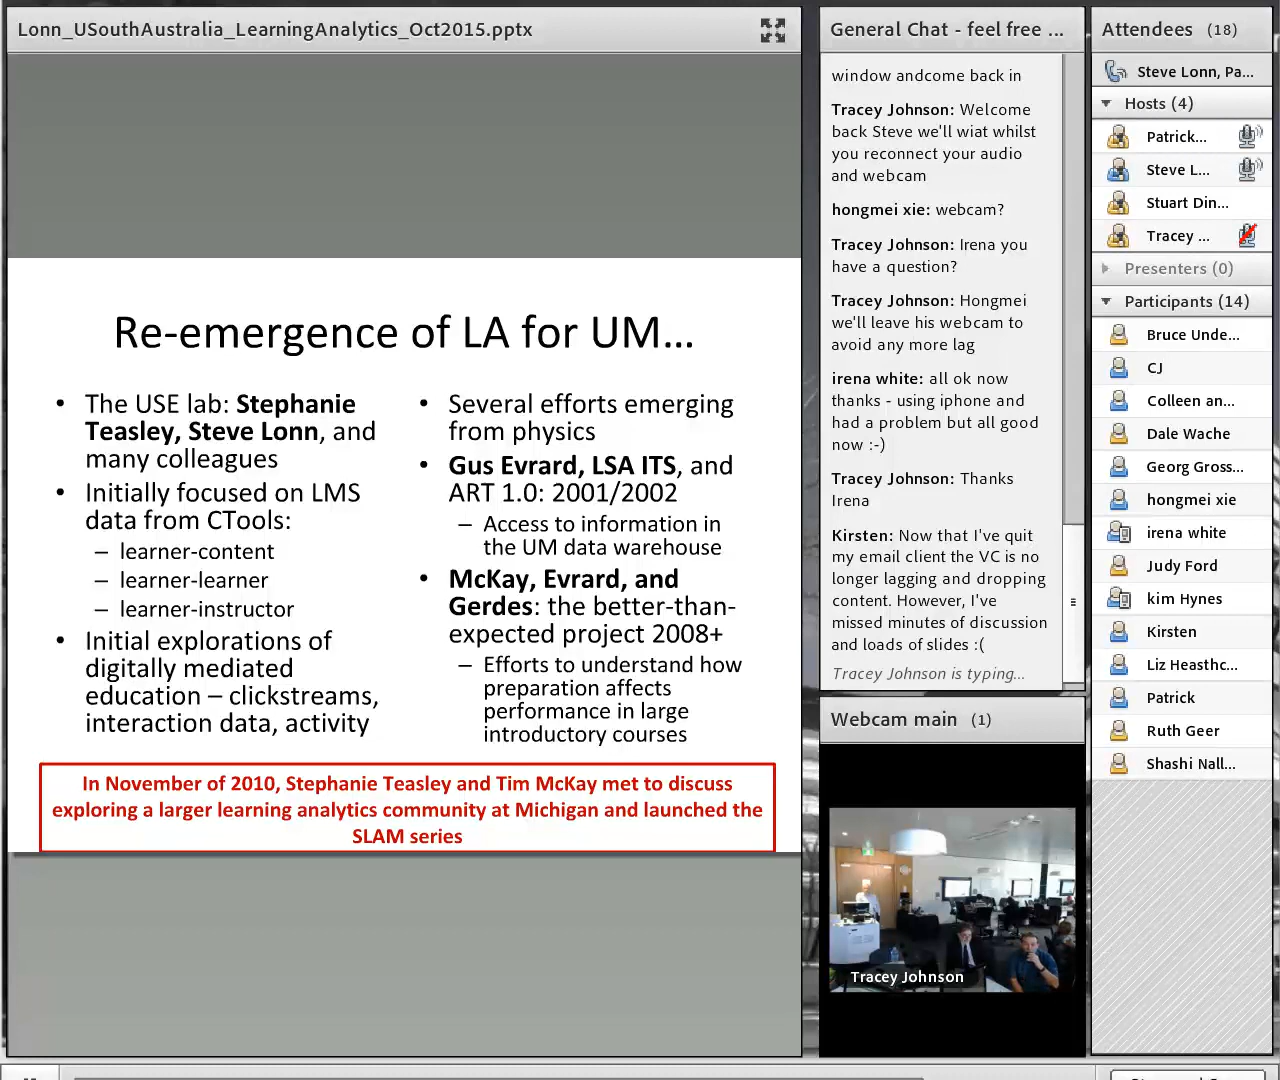 Lonn_USouthAustralia_LearningAnalytics_Oct2015.pptx
Re-emergence of LA for UM...
• The USE lab: Stephanie
Teasley, Steve Lonn, and
many colleagues
• Initially focused on LMS
data from CTools:
– learner-content
– learner-learner
– learner-instructor
• Initial explorations of
digitally mediated
education – clickstreams,
interaction data, activity
• Several efforts emerging
from physics
• Gus Evrard, LSA ITS, and
ART 1.0: 2001/2002
– Access to information in
the UM data warehouse
• McKay, Evrard, and
Gerdes: the better-than-
expected project 2008+
– Efforts to understand how
preparation affects
performance in large
introductory courses
In November of 2010, Stephanie Teasley and Tim McKay met to discuss
exploring a larger learning analytics community at Michigan and launched the
SLAM series
General Chat - feel free ...
window andcome back in
Tracey Johnson: Welcome
back Steve we'll wiat whilst
you reconnect your audio
and webcam
hongmei xie: webcam?
Tracey Johnson: Irena you
have a question?
Tracey Johnson: Hongmei
we'll leave his webcam to
avoid any more lag
irena white: all ok now
thanks - using iphone and
had a problem but all good
now :-)
Tracey Johnson: Thanks
Irena
Kirsten: Now that I've quit
my email client the VC is no
longer lagging and dropping
content. However, I've
missed minutes of discussion
and loads of slides :(
Tracey Johnson is typing...
Webcam main (1)
Tracey Johnson
Attendees (18)
Steve Lonn, Pa...
Hosts (4)
Patrick...
Steve L...
Stuart Din...
Tracey ...
Presenters (0)
Participants (14)
Bruce Unde...
CJ
Colleen an...
Dale Wache
Georg Gross...
hongmei xie
irena white
Judy Ford
kim Hynes
Kirsten
Liz Heasthc...
Patrick
Ruth Geer
Shashi Nall...